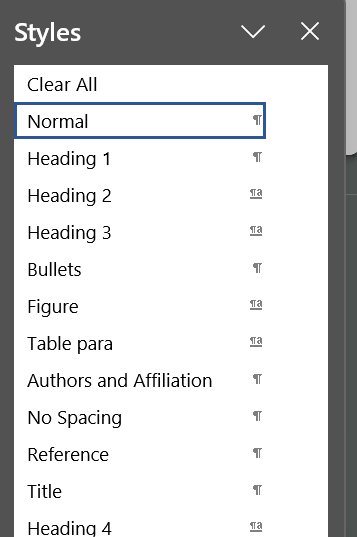 Styles
Clear All
Normal ¶
Heading 1 ¶
Heading 2 ¶a
Heading 3 ¶a
Bullets ¶
Figure ¶a
Table para ¶a
Authors and Affiliation ¶
No Spacing ¶
Reference ¶
Title ¶
Heading 4 ¶a